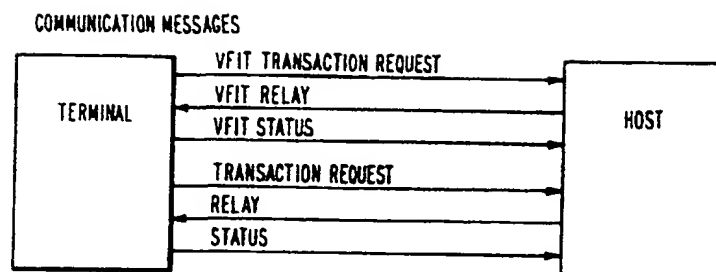 COMMUNICATION MESSAGES
VFIT TRANSACTION REQUEST
VFIT RELAY
TERMINAL
HOST
VFIT STATUS
TRANSACTION REQUEST
RELAY
STATUS